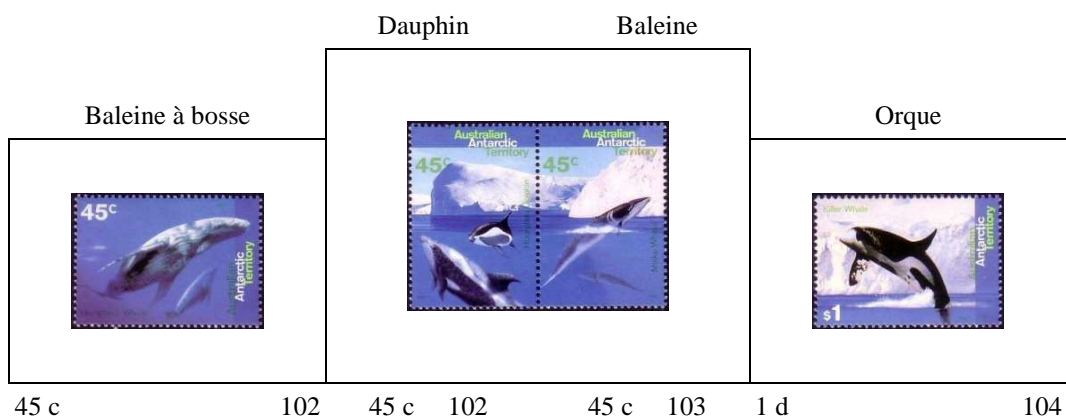 Dauphin Baleine
Baleine à bosse
Orque
Australian Antarctic Territory
45c
Australian Antarctic Territory
45c
45c
Antarctic Territory
Killer Whale
Antarctic Territory
$1
45 c 102 45 c 102 45 c 103 1 d 104